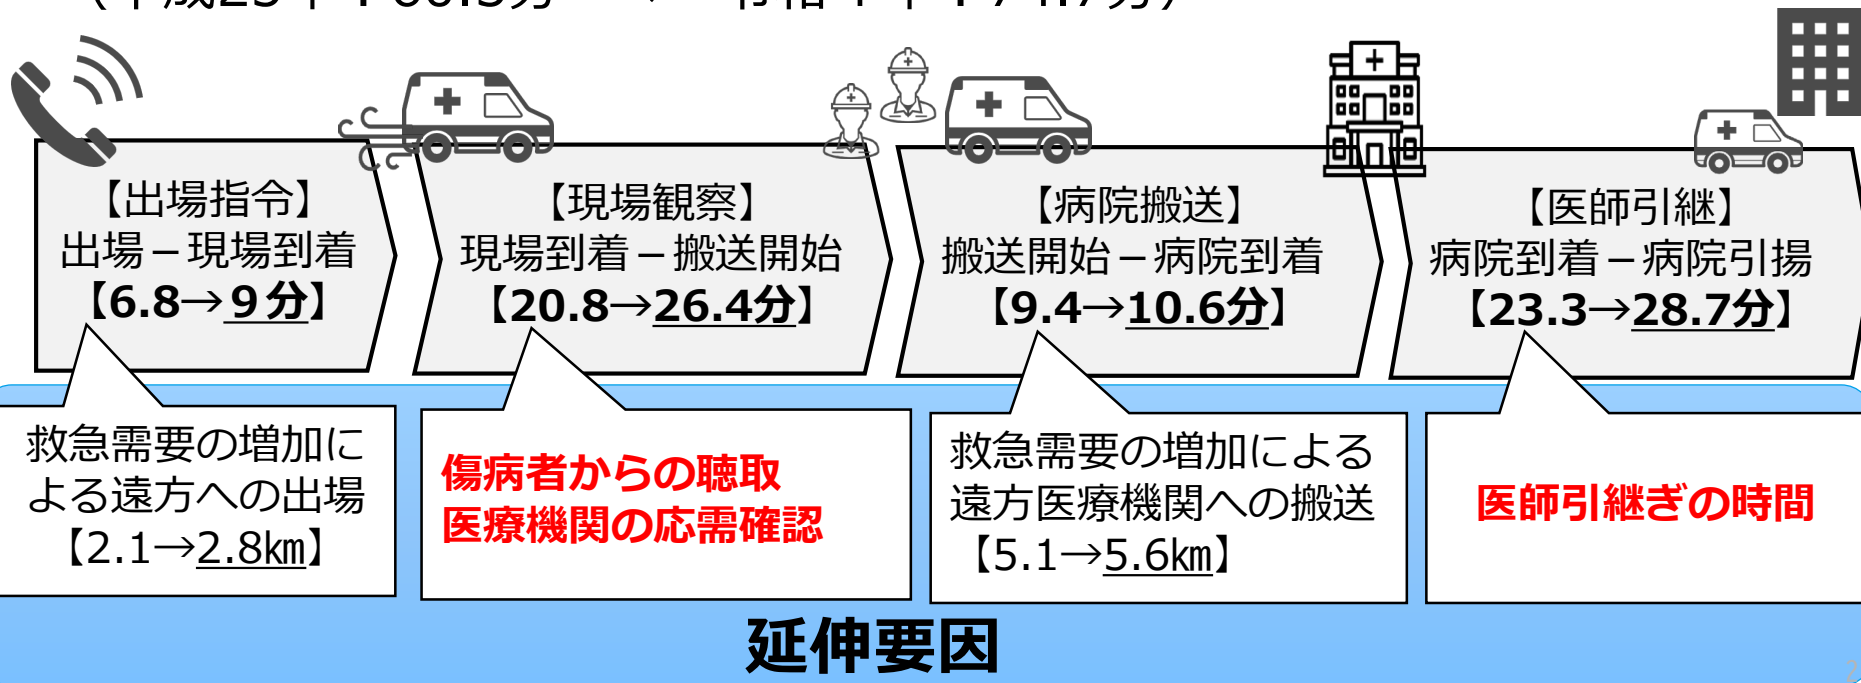 【出場指令】
出場－現場到着
【6.8→９分】
【現場観察】
現場到着－搬送開始
【20.8→26.4分】
【病院搬送】
搬送開始－病院到着
【9.4→10.6分】
【医師引継】
病院到着－病院引揚
【23.3→28.7分】
救急需要の増加に
よる遠方への出場
【2.1→2.8㎞】
傷病者からの聴取
医療機関の応需確認
救急需要の増加による
遠方医療機関への搬送
【5.1→5.6㎞】
医師引継ぎの時間
延伸要因